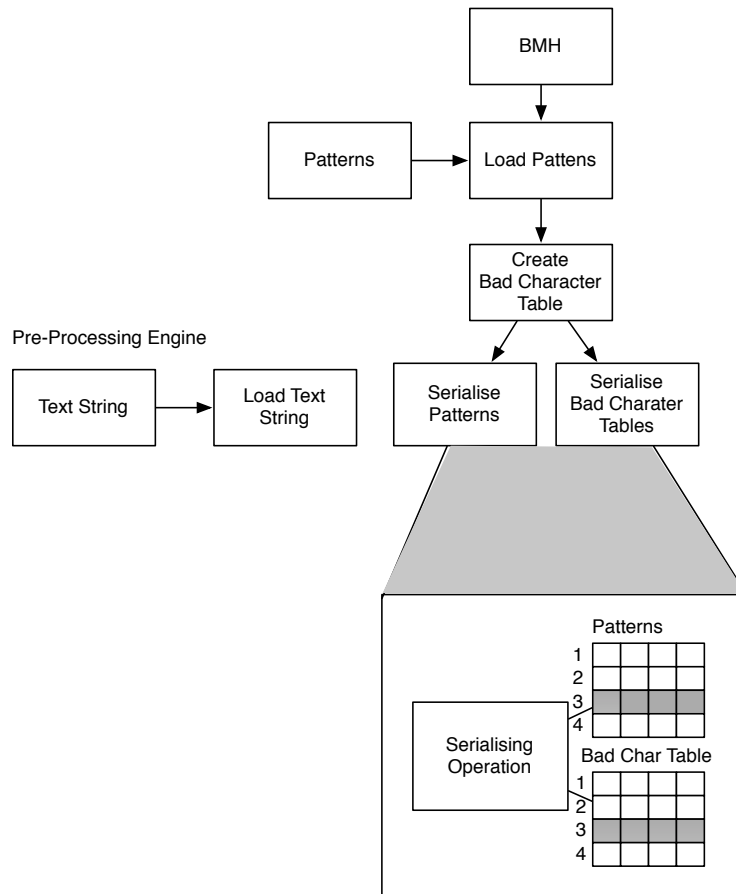 BMH
Patterns
Load Pattens
Create
Bad Character
Table
Pre-Processing Engine
Text String
Load Text
String
Serialise
Patterns
Serialise
Bad Charater
Tables
Patterns
1
2
3
4
Serialising
Operation
Bad Char Table
1
2
3
4